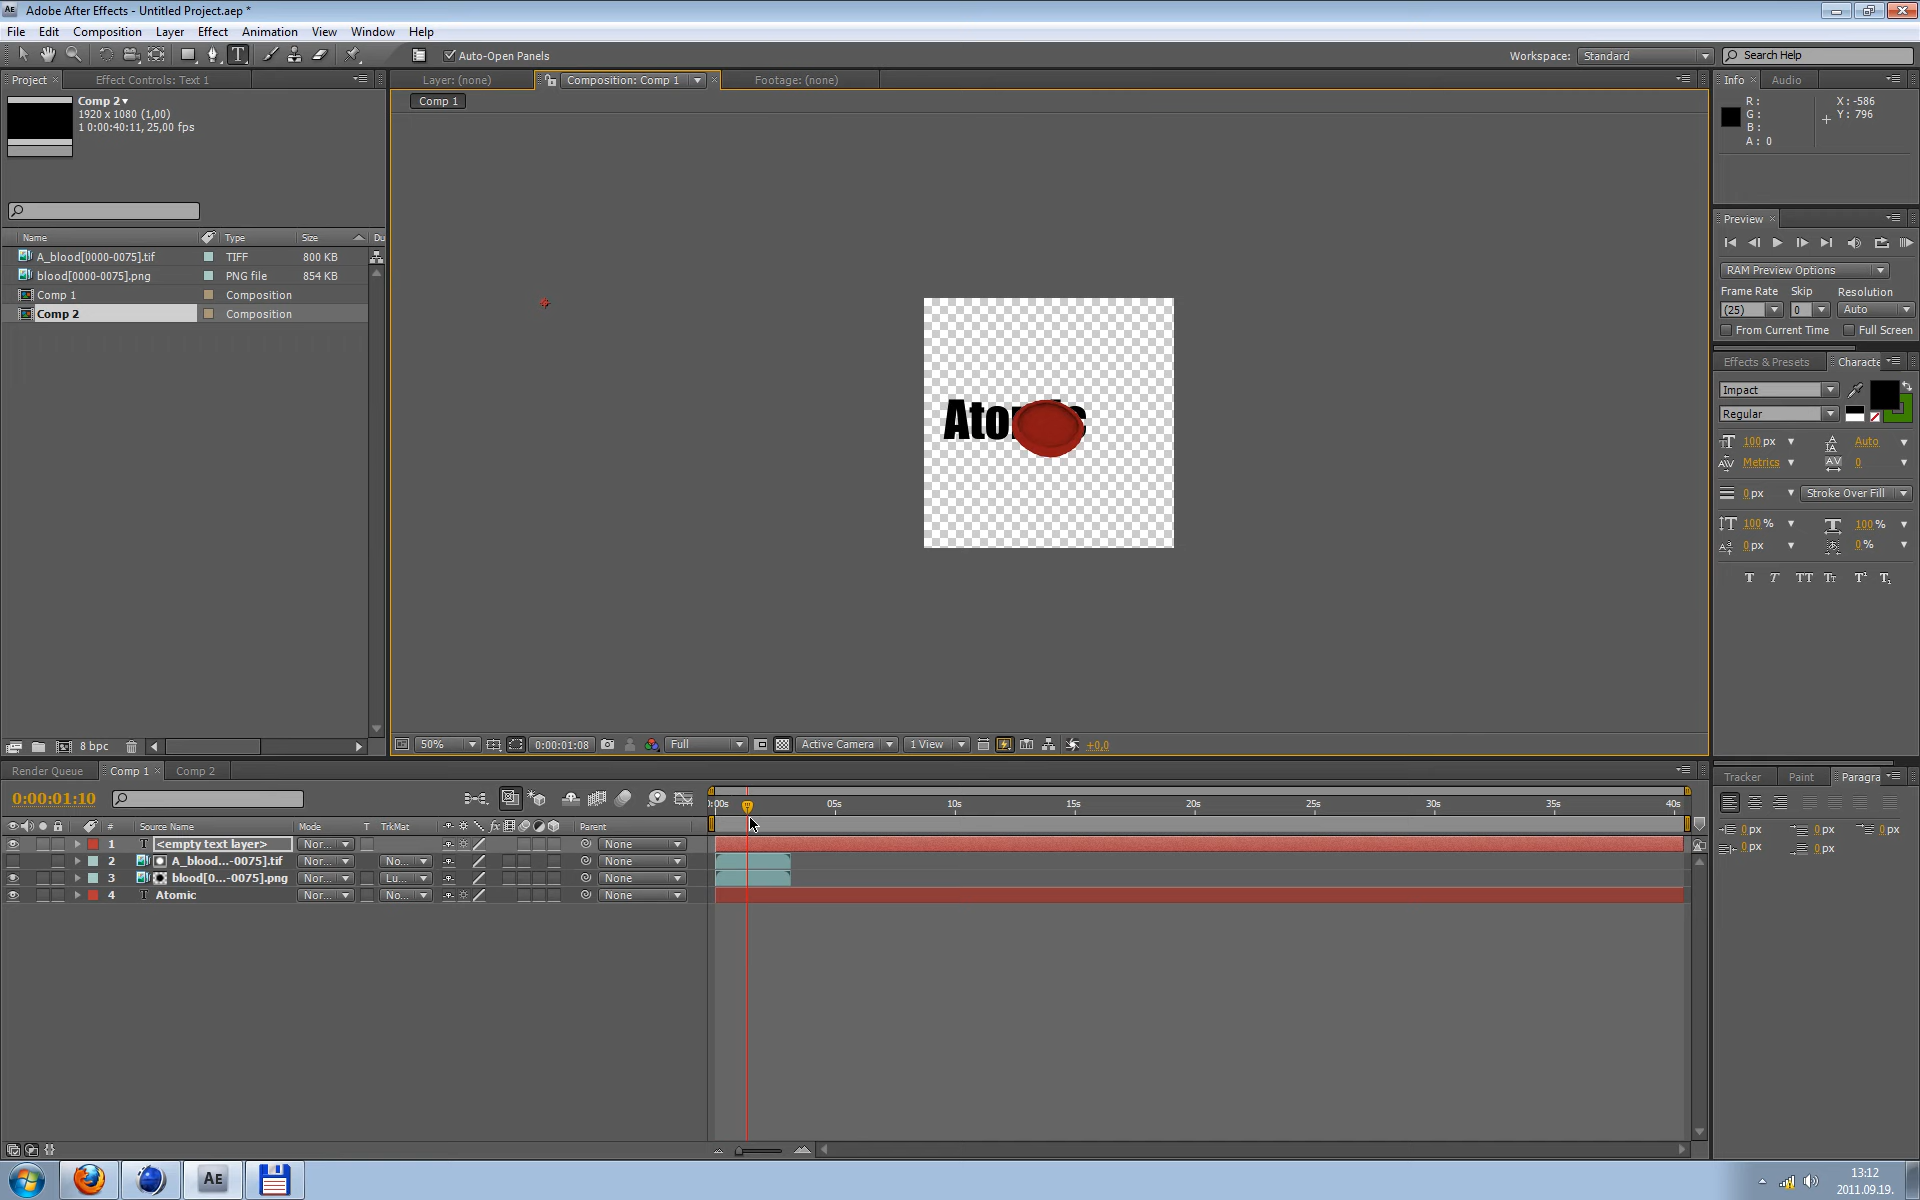 Adobe After Effects - Untitled Project.aep *
File Edit Composition Layer Effect Animation View Window Help
Auto-Open Panels
Workspace: Standard
Search Help
Project
Effect Controls: Text 1
Layer: (none)
Composition: Comp 1
Footage: (none)
Info
Audio
Comp 2
1920 x 1080 (1,00)
1 0:00:40:11, 25,00 fps
Comp 1
R :
G :
B :
A : 0
X : -586
Y : 796
Name Type Size Du
A_blood[0000-0075].tif TIFF 800 KB
blood[0000-0075].png PNG file 854 KB
Comp 1 Composition
Comp 2 Composition
Preview
RAM Preview Options
Frame Rate Skip Resolution
(25) 0 Auto
From Current Time Full Screen
Effects & Presets Characte
Impact
Regular
100 px Auto
Metrics 0
0 px Stroke Over Fill
100 % 100 %
0 px 0 %
T T TT Tr T¹ T₁
8 bpc
50% 0:00:01:08 Full Active Camera 1 View +0,0
Render Queue Comp 1 Comp 2
0:00:01:10
# Source Name Mode T TrkMat fx Parent
1 T <empty text layer> Nor... None
2 A_blood...-0075].tif Nor... No... None
3 blood[0...-0075].png Nor... Lu... None
4 T Atomic Nor... No... None
):00s 05s 10s 15s 20s 25s 30s 35s 40s
Tracker Paint Paragra
0 px 0 px 0 px
0 px 0 px
AE
13:12
2011.09.19.